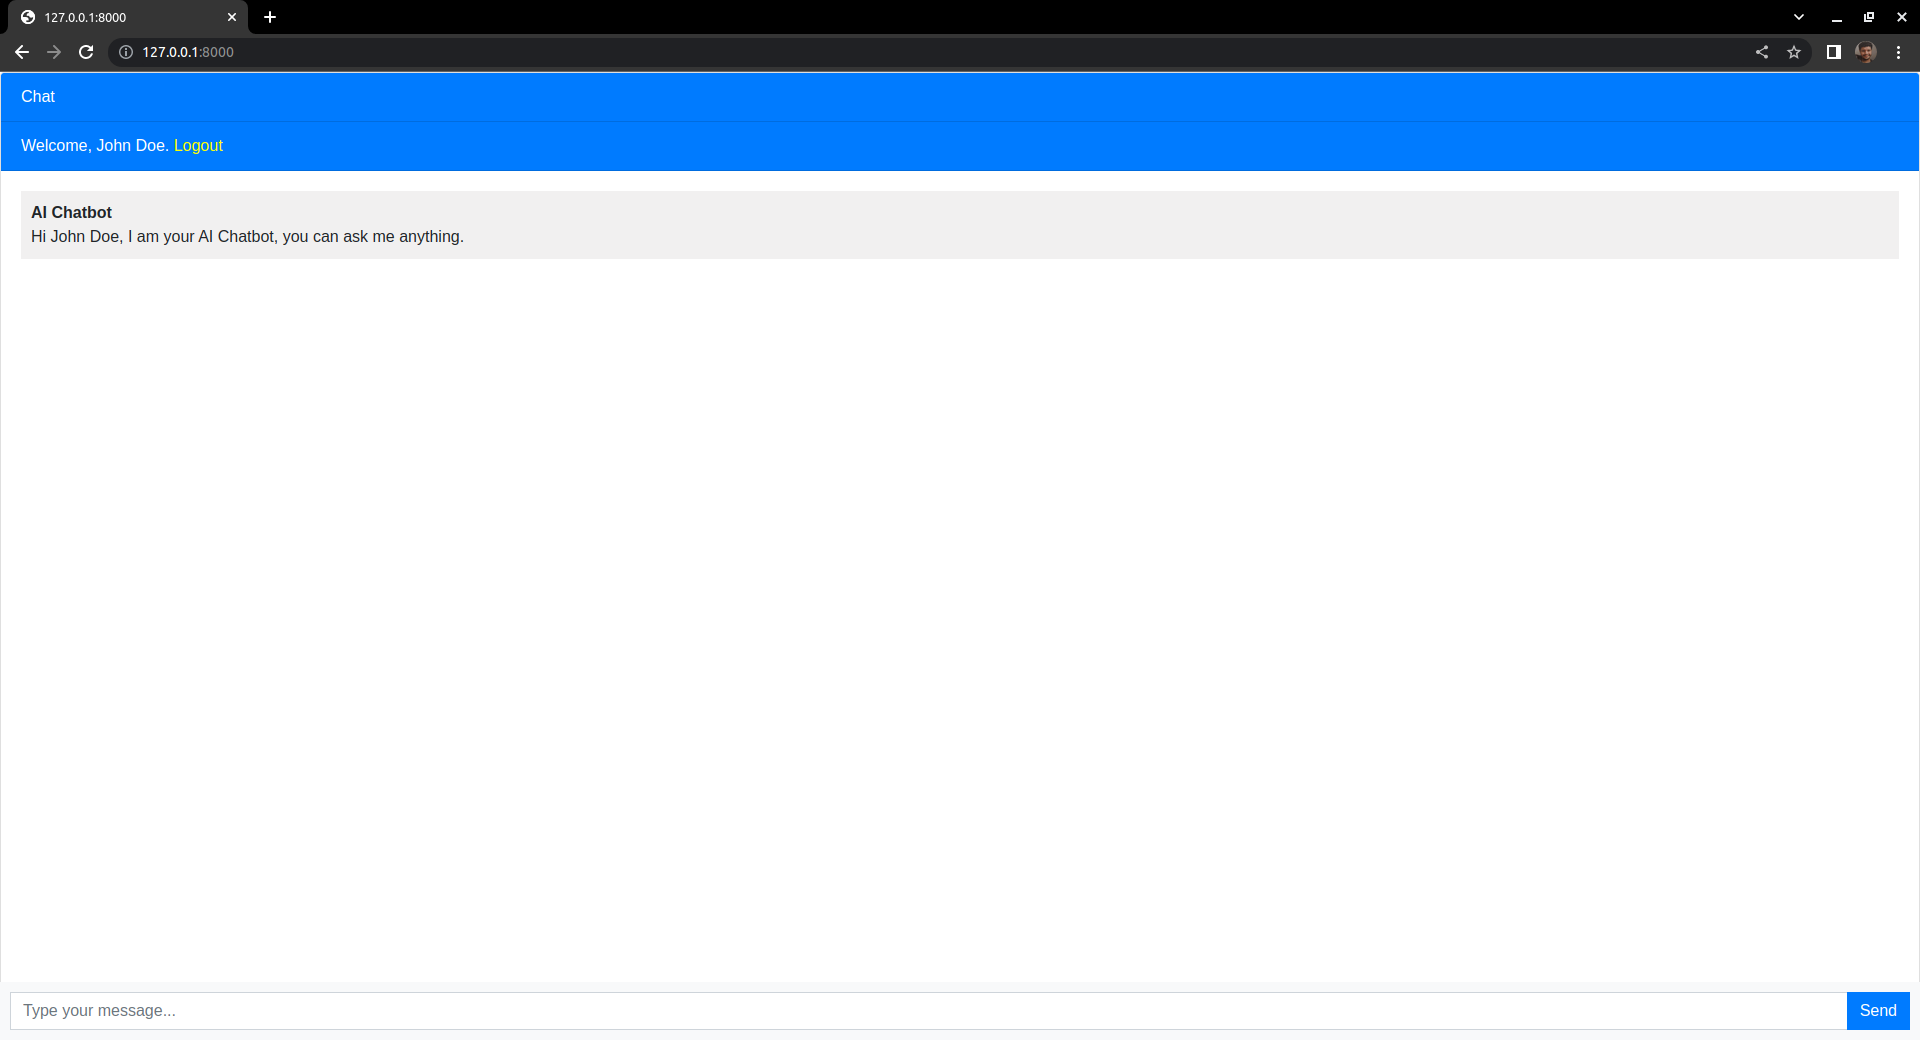 127.0.0.1:8000
127.0.0.1:8000
Chat
Welcome, John Doe. Logout
AI Chatbot
Hi John Doe, I am your AI Chatbot, you can ask me anything.
Type your message...
Send